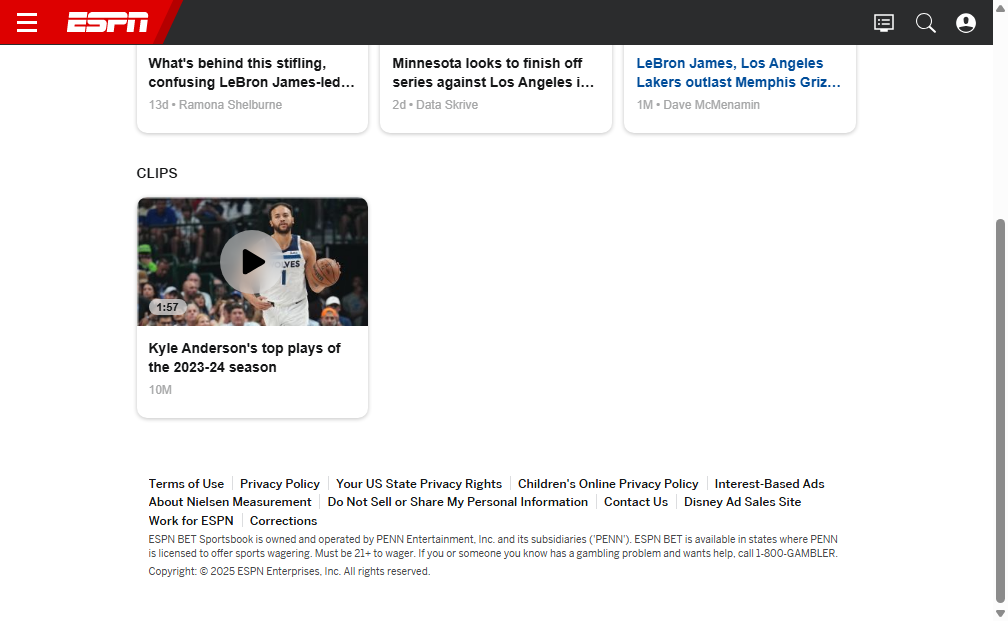 ESPN
What's behind this stifling,
confusing LeBron James-led…
13d • Ramona Shelburne
Minnesota looks to finish off
series against Los Angeles i…
2d • Data Skrive
LeBron James, Los Angeles
Lakers outlast Memphis Griz…
1M • Dave McMenamin
CLIPS
WOLVES
1
1:57
Kyle Anderson's top plays of
the 2023-24 season
10M
Terms of Use
Privacy Policy
Your US State Privacy Rights
Children's Online Privacy Policy
Interest-Based Ads
About Nielsen Measurement
Do Not Sell or Share My Personal Information
Contact Us
Disney Ad Sales Site
Work for ESPN
Corrections
ESPN BET Sportsbook is owned and operated by PENN Entertainment, Inc. and its subsidiaries ('PENN'). ESPN BET is available in states where PENN
is licensed to offer sports wagering. Must be 21+ to wager. If you or someone you know has a gambling problem and wants help, call 1-800-GAMBLER.
Copyright: © 2025 ESPN Enterprises, Inc. All rights reserved.